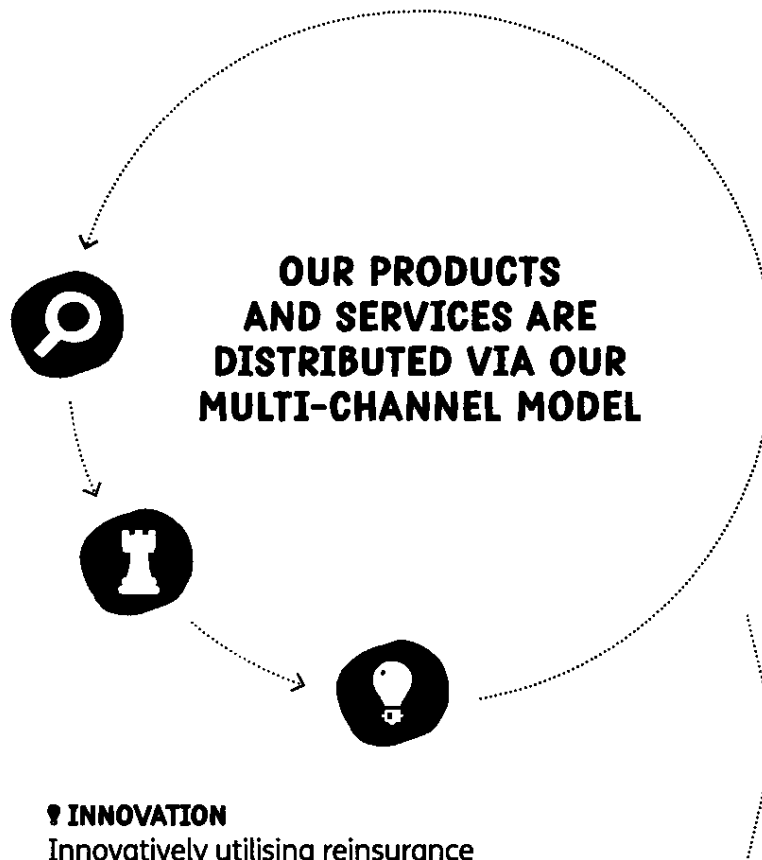 OUR PRODUCTS
AND SERVICES ARE
DISTRIBUTED VIA OUR
MULTI-CHANNEL MODEL
INNOVATION
Innovatively utilising reinsurance